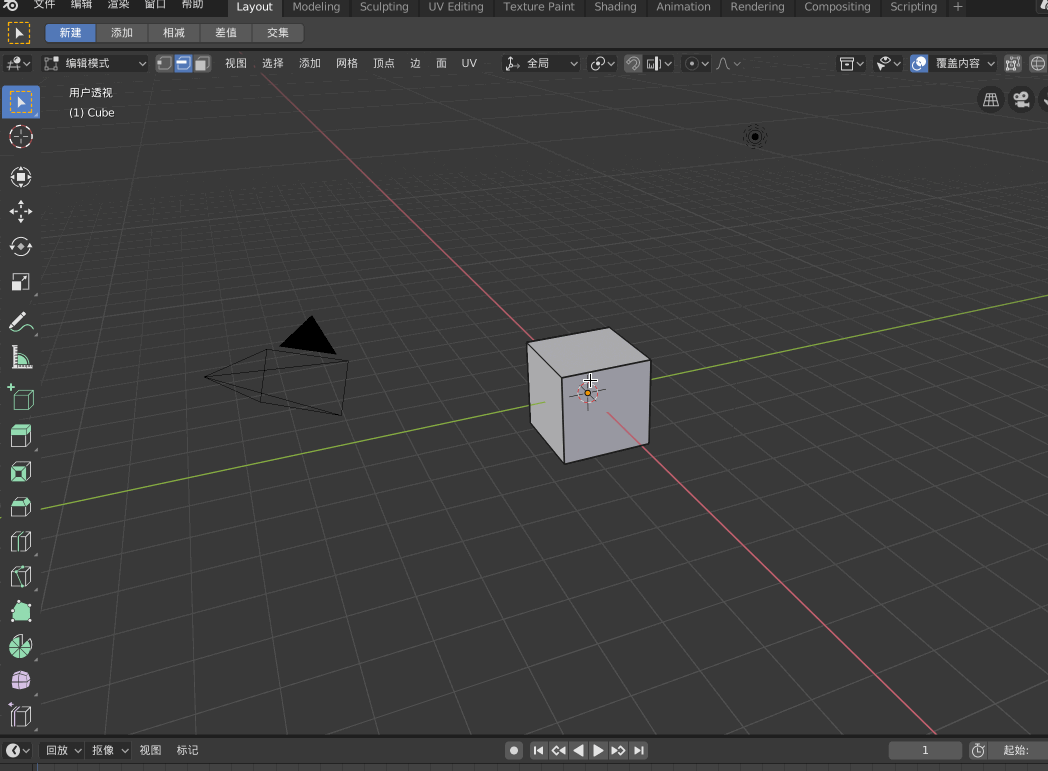 文件 编辑 渲染 窗口 帮助 Layout Modeling Sculpting UV Editing Texture Paint Shading Animation Rendering Compositing Scripting +
新建 添加 相减 差值 交集
编辑模式 视图 选择 添加 网格 顶点 边 面 UV 全局 覆盖内容
用户透视
(1) Cube
回放 抠像 视图 标记 1 起始: